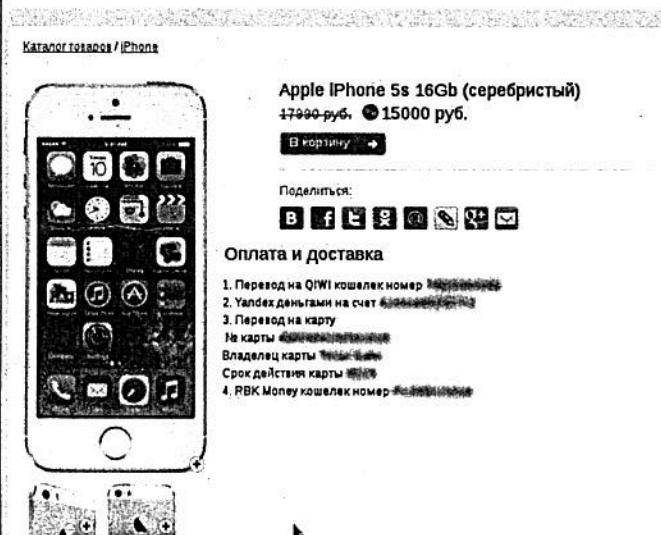 Каталог товаров / iPhone
Apple iPhone 5s 16Gb (серебристый)
17990 руб. 15000 руб.
В корзину
Поделиться:
Оплата и доставка
1. Перевод на QIWI кошелек номер
2. Yandex деньгами на счет
3. Перевод на карту
№ карты
Владелец карты
Срок действия карты
4. RBK Money кошелек номер